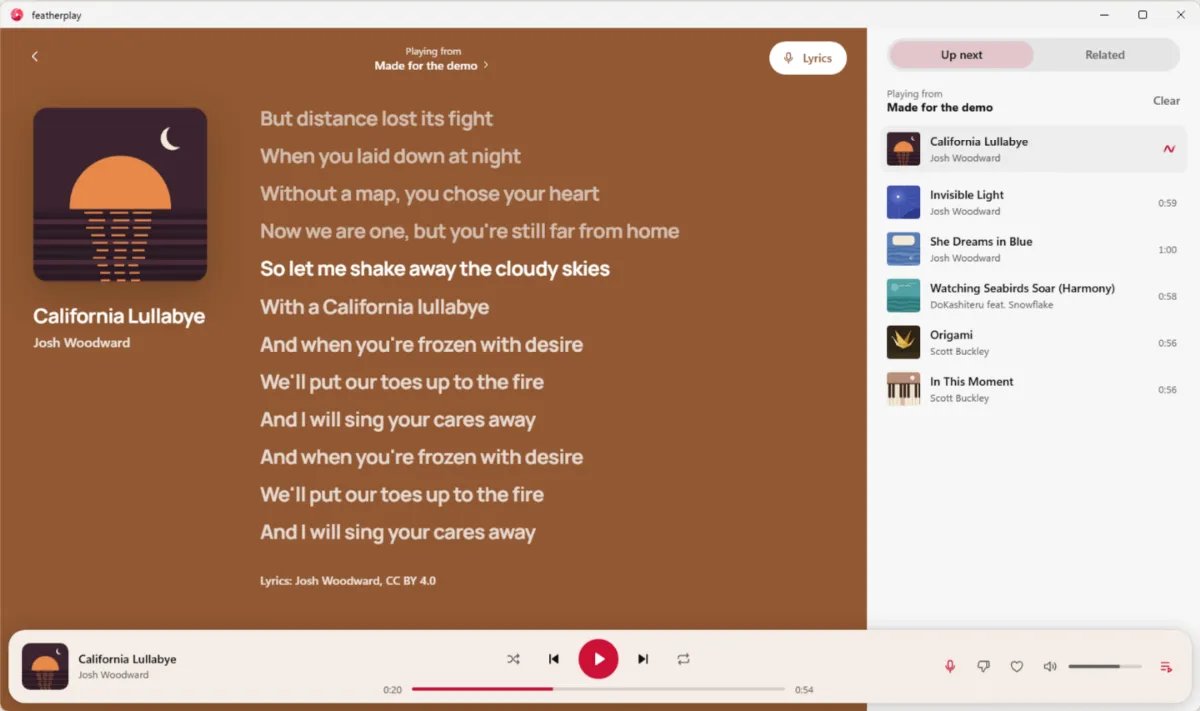 featherplay
Playing from
Made for the demo
Lyrics
California Lullabye
Josh Woodward
But distance lost its fight
When you laid down at night
Without a map, you chose your heart
Now we are one, but you're still far from home
So let me shake away the cloudy skies
With a California lullabye
And when you're frozen with desire
We'll put our toes up to the fire
And I will sing your cares away
And when you're frozen with desire
We'll put our toes up to the fire
And I will sing your cares away
Lyrics: Josh Woodward, CC BY 4.0
Up next
Related
Playing from
Made for the demo
Clear
California Lullabye
Josh Woodward
Invisible Light
Josh Woodward
0:59
She Dreams in Blue
Josh Woodward
1:00
Watching Seabirds Soar (Harmony)
DoKashiteru feat. Snowflake
0:58
Origami
Scott Buckley
0:56
In This Moment
Scott Buckley
0:56
California Lullabye
Josh Woodward
0:20
0:54